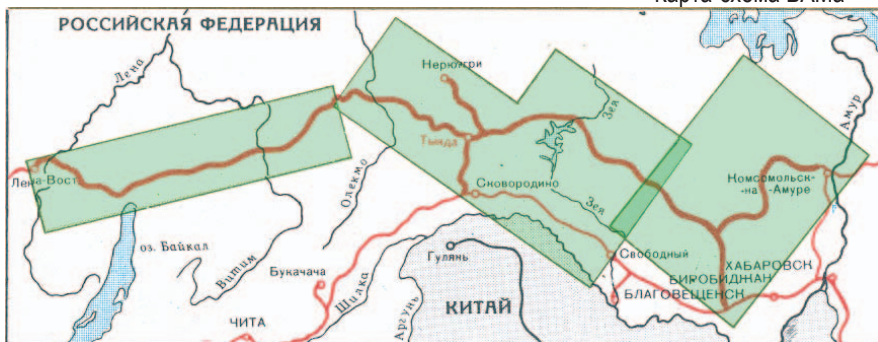 Карта-схема БАМа
РОССИЙСКАЯ ФЕДЕРАЦИЯ
Лена
Нерюнгри
Зея
Амур
Тында
Лена-Вост.
Олекмо
Комсомольск-
-на-Амуре
Сковородино
Зея
оз. Байкал
Витим
Букачача
Шилка
Гулянь
Свободный
ХАБАРОВСК
БИРОБИДЖАН
БЛАГОВЕЩЕНСК
Аргунь
КИТАЙ
ЧИТА